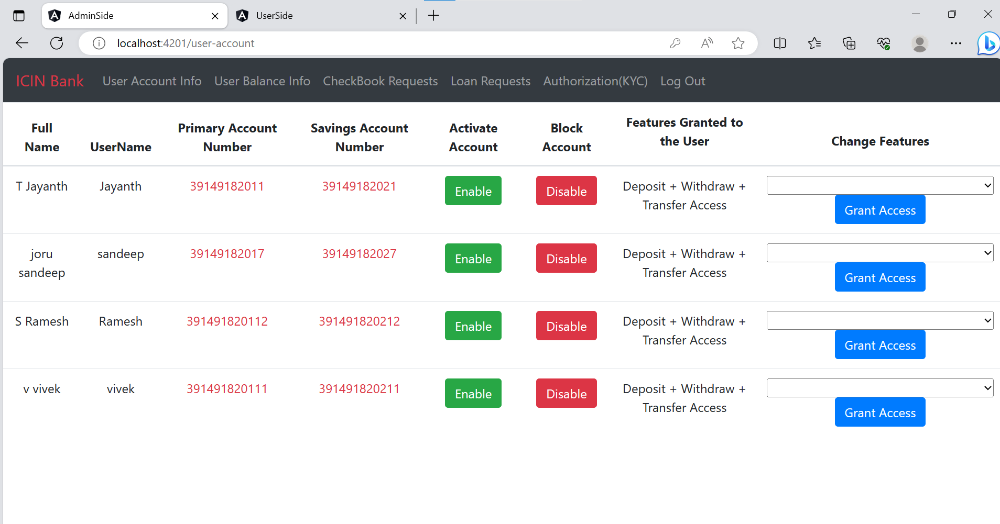 AdminSide
UserSide
localhost:4201/user-account
ICIN Bank User Account Info User Balance Info CheckBook Requests Loan Requests Authorization(KYC) Log Out
Full Name UserName Primary Account Number Savings Account Number Activate Account Block Account Features Granted to the User Change Features
T Jayanth Jayanth 39149182011 39149182021 Enable Disable Deposit + Withdraw +
Transfer Access
Grant Access
joru sandeep 39149182017 39149182027 Enable Disable Deposit + Withdraw +
sandeep Transfer Access
Grant Access
S Ramesh Ramesh 391491820112 391491820212 Enable Disable Deposit + Withdraw +
Transfer Access
Grant Access
v vivek vivek 391491820111 391491820211 Enable Disable Deposit + Withdraw +
Transfer Access
Grant Access